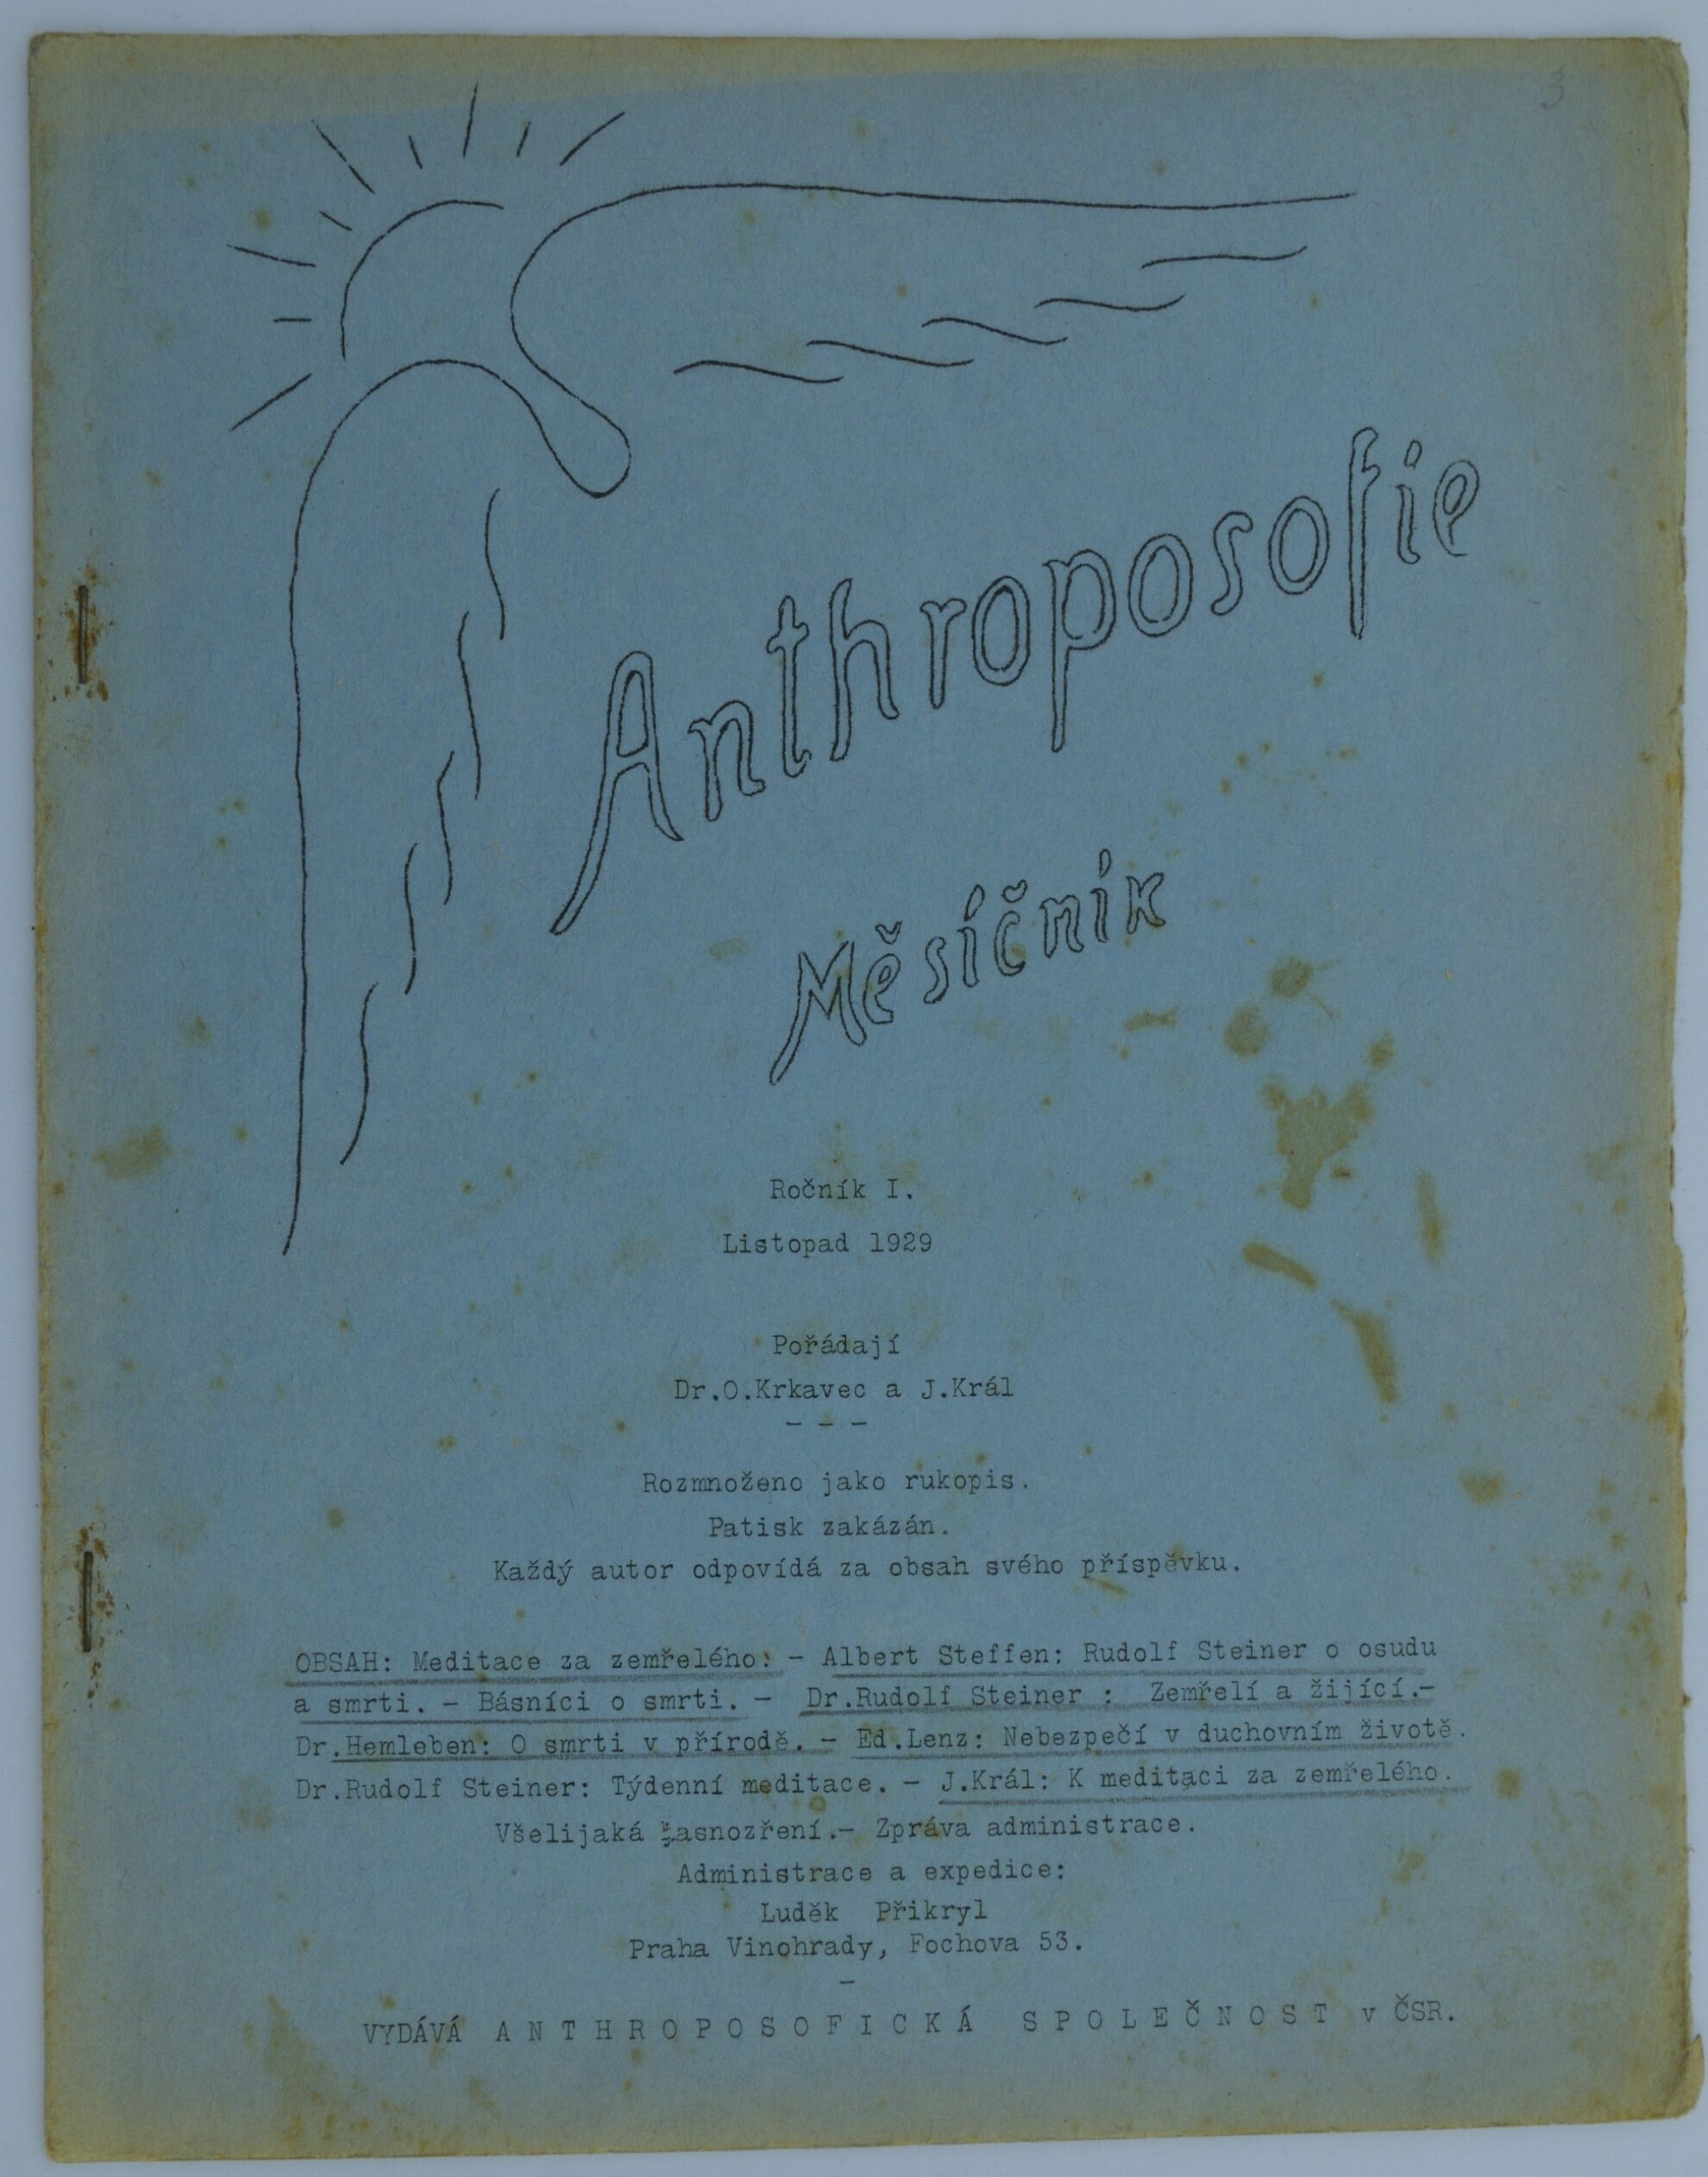 3
Anthroposofie
Měsíčník
Ročník I.
Listopad 1929
Pořádají
Dr.O.Krkavec a J.Král
- - -
Rozmnoženo jako rukopis.
Patisk zakázán.
Každý autor odpovídá za obsah svého příspěvku.
OBSAH: Meditace za zemřelého: - Albert Steffen: Rudolf Steiner o osudu
a smrti. - Básníci o smrti. - Dr.Rudolf Steiner : Zemřelí a žijící.-
Dr.Hemleben: O smrti v přírodě. - Ed.Lenz: Nebezpečí v duchovním životě.
Dr.Rudolf Steiner: Týdenní meditace. - J.Král: K meditaci za zemřelého.
Všelijaká jasnozření.- Zpráva administrace.
Administrace a expedice:
Luděk Přikryl
Praha Vinohrady, Fochova 53.
-
VYDÁVÁ A N T H R O P O S O F I C K Á S P O L E Č N O S T v ČSR.